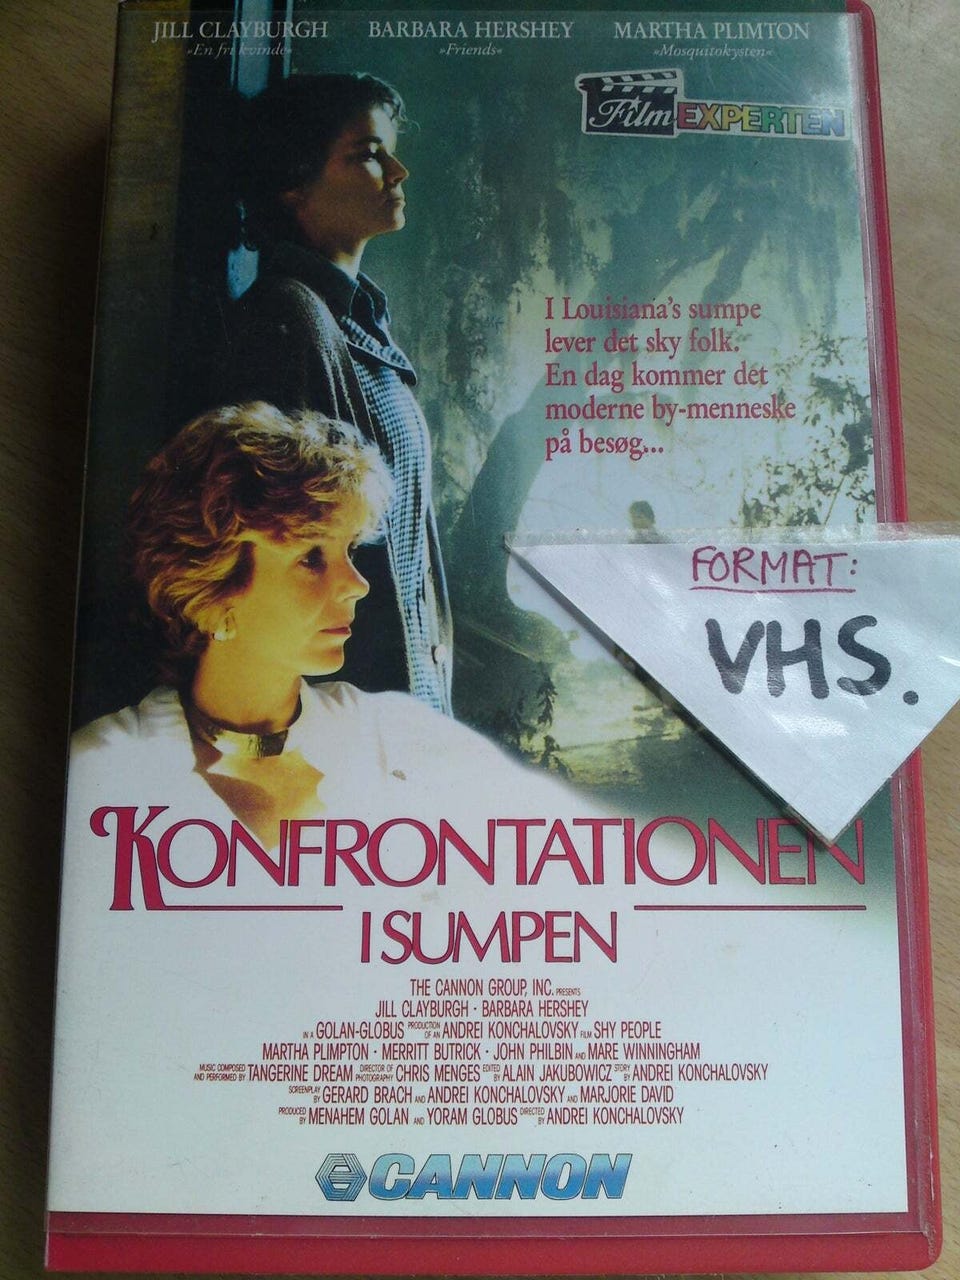 JILL CLAYBURGH BARBARA HERSHEY MARTHA PLIMTON
»En fri kvinde« »Friends« »Mosquitokysten«
Film EXPERTEN
I Louisiana's sumpe
lever det sky folk.
En dag kommer det
moderne by-menneske
på besøg...
FORMAT:
VHS.
KONFRONTATIONEN
I SUMPEN
THE CANNON GROUP, INC. PRESENTS
JILL CLAYBURGH · BARBARA HERSHEY
IN A GOLAN-GLOBUS PRODUCTION OF AN ANDREI KONCHALOVSKY FILM SHY PEOPLE
MARTHA PLIMPTON · MERRITT BUTRICK · JOHN PHILBIN AND MARE WINNINGHAM
MUSIC COMPOSED AND PERFORMED BY TANGERINE DREAM DIRECTOR OF PHOTOGRAPHY CHRIS MENGES EDITED BY ALAIN JAKUBOWICZ STORY BY ANDREI KONCHALOVSKY
SCREENPLAY BY GERARD BRACH AND ANDREI KONCHALOVSKY AND MARJORIE DAVID
PRODUCED BY MENAHEM GOLAN AND YORAM GLOBUS DIRECTED BY ANDREI KONCHALOVSKY
CANNON